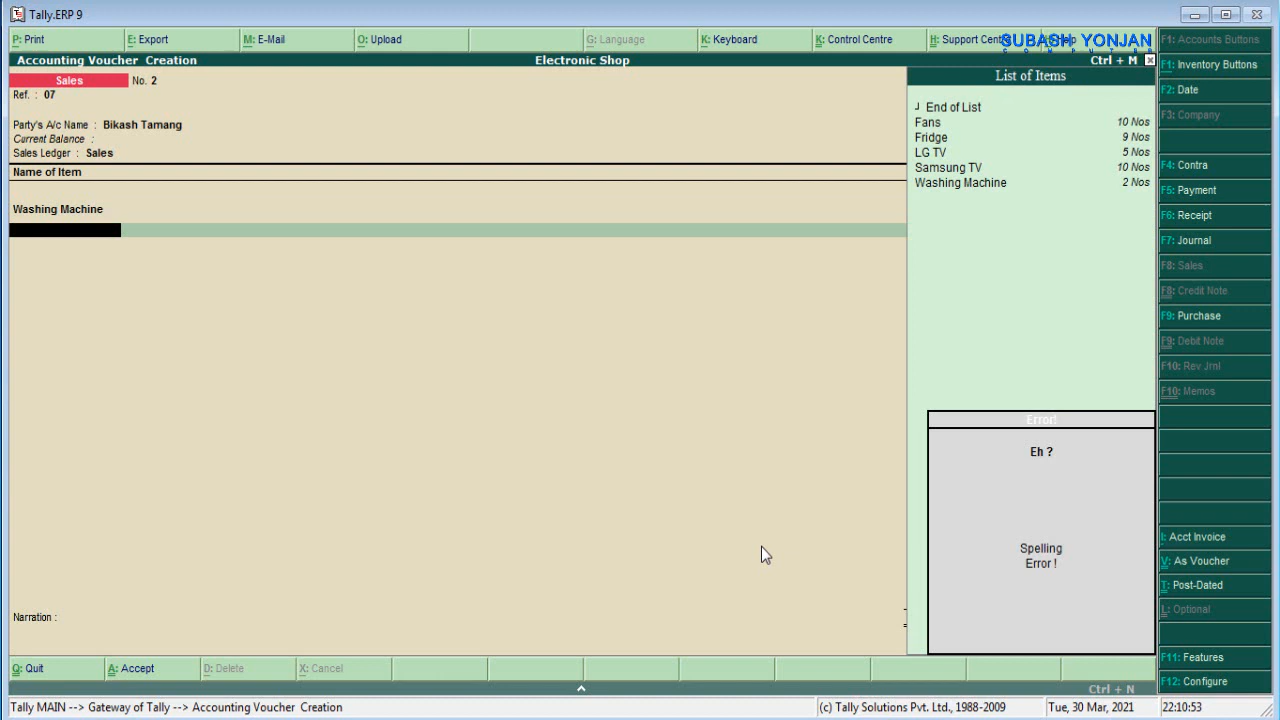 Tally.ERP 9
P: Print E: Export M: E-Mail O: Upload G: Language K: Keyboard K: Control Centre H: Support Cent
SUBASH YONJAN
COMPUTER
Accounting Voucher Creation Electronic Shop Ctrl + M
Sales No. 2
Ref. : 07
Party's A/c Name : Bikash Tamang
Current Balance :
Sales Ledger : Sales
Name of Item
Washing Machine
List of Items
End of List
Fans 10 Nos
Fridge 9 Nos
LG TV 5 Nos
Samsung TV 10 Nos
Washing Machine 2 Nos
Error!
Eh ?
Spelling
Error !
Narration :
F1: Accounts Buttons
F1: Inventory Buttons
F2: Date
F3: Company
F4: Contra
F5: Payment
F6: Receipt
F7: Journal
F8: Sales
F8: Credit Note
F9: Purchase
F9: Debit Note
F10: Rev Jrnl
F10: Memos
I: Acct Invoice
V: As Voucher
T: Post-Dated
L: Optional
F11: Features
F12: Configure
Q: Quit A: Accept D: Delete X: Cancel
Ctrl + N
Tally MAIN --> Gateway of Tally --> Accounting Voucher Creation (c) Tally Solutions Pvt. Ltd., 1988-2009 Tue, 30 Mar, 2021 22:10:53